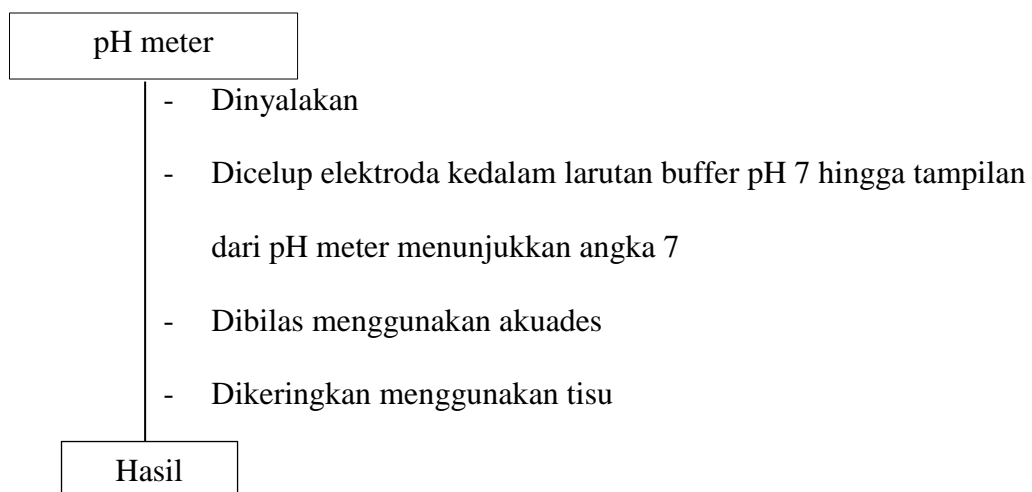 pH meter
- Dinyalakan
- Dicelup elektroda kedalam larutan buffer pH 7 hingga tampilan
dari pH meter menunjukkan angka 7
- Dibilas menggunakan akuades
- Dikeringkan menggunakan tisu
Hasil